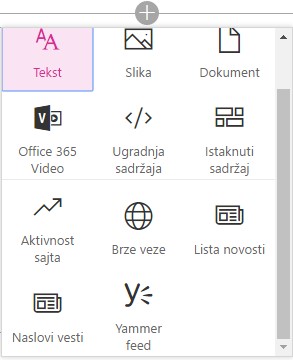 Tekst
Slika
Dokument
Office 365
Video
Ugradnja
sadržaja
Istaknuti
sadržaj
Aktivnost
sajta
Brze veze
Lista novosti
Naslovi vesti
Yammer
feed